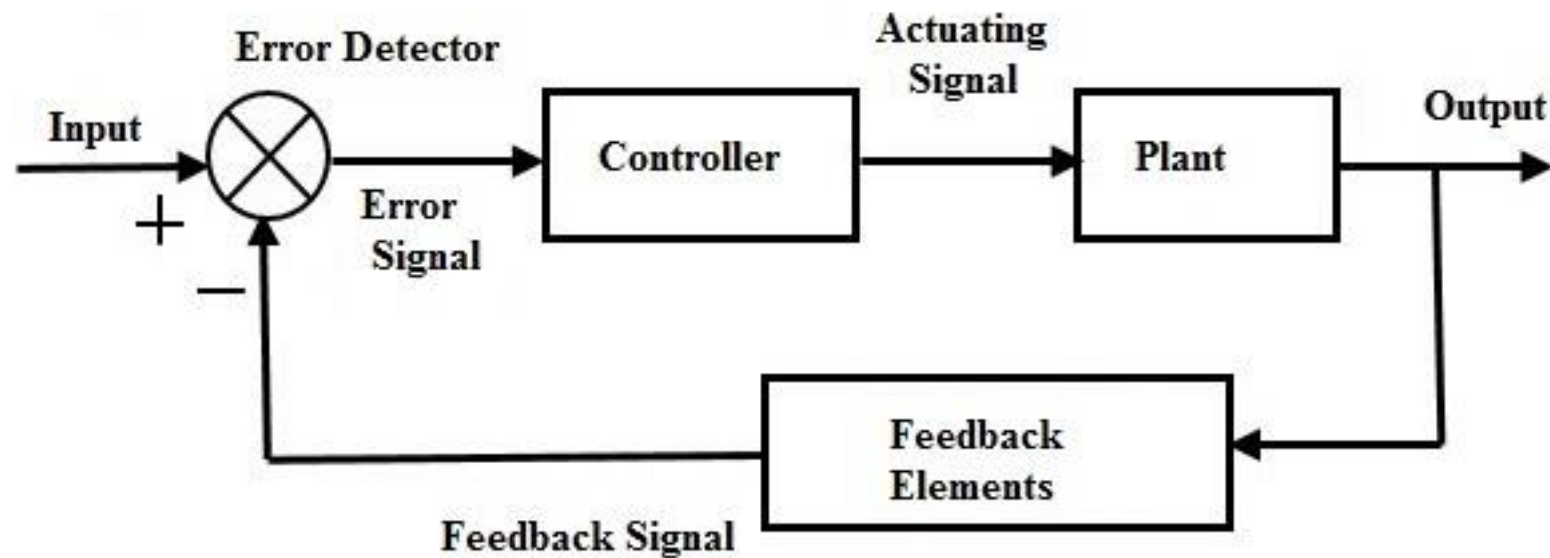 Error Detector
Actuating
Signal
Input
Output
Controller
Plant
Error
Signal
+
−
Feedback
Elements
Feedback Signal